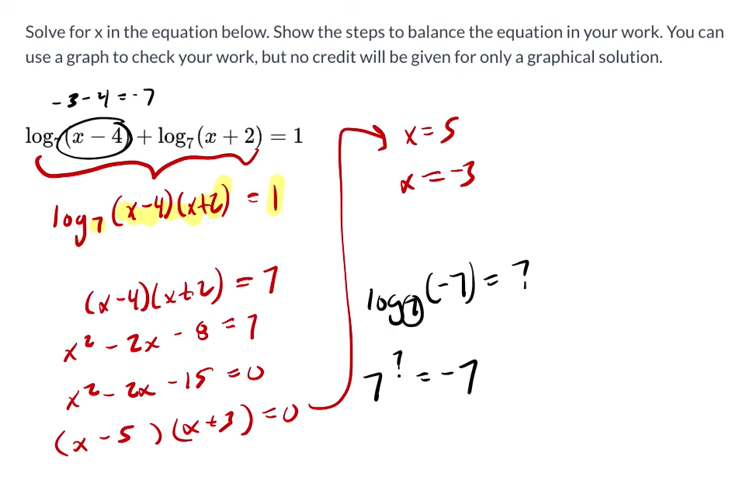 Solve for x in the equation below. Show the steps to balance the equation in your work. You can
use a graph to check your work, but no credit will be given for only a graphical solution.
-3-4=-7
log₇(x − 4) + log₇(x + 2) = 1
log₇(x-4)(x+2) = 1
(x-4)(x+2) = 7
x² - 2x - 8 = 7
x² - 2x - 15 = 0
(x-5)(x+3) = 0
x=5
x=-3
log₇(-7) = ?
7^? = -7